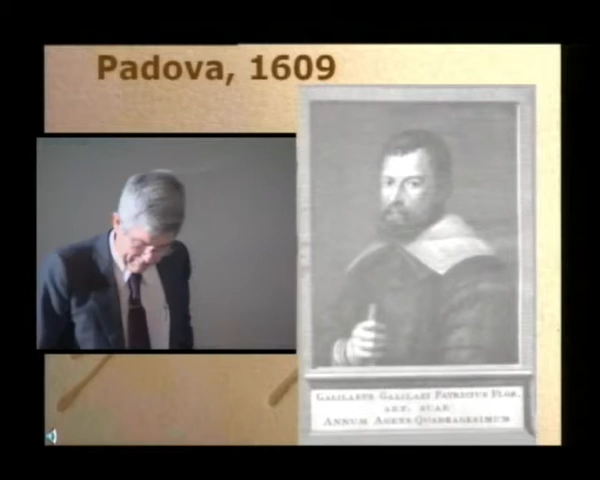 Padova, 1609
GALILAEUS GALILAEI PATRICIUS FLOR.
AET. SUAE
ANNUM AGENS QUADRAGESIMUM